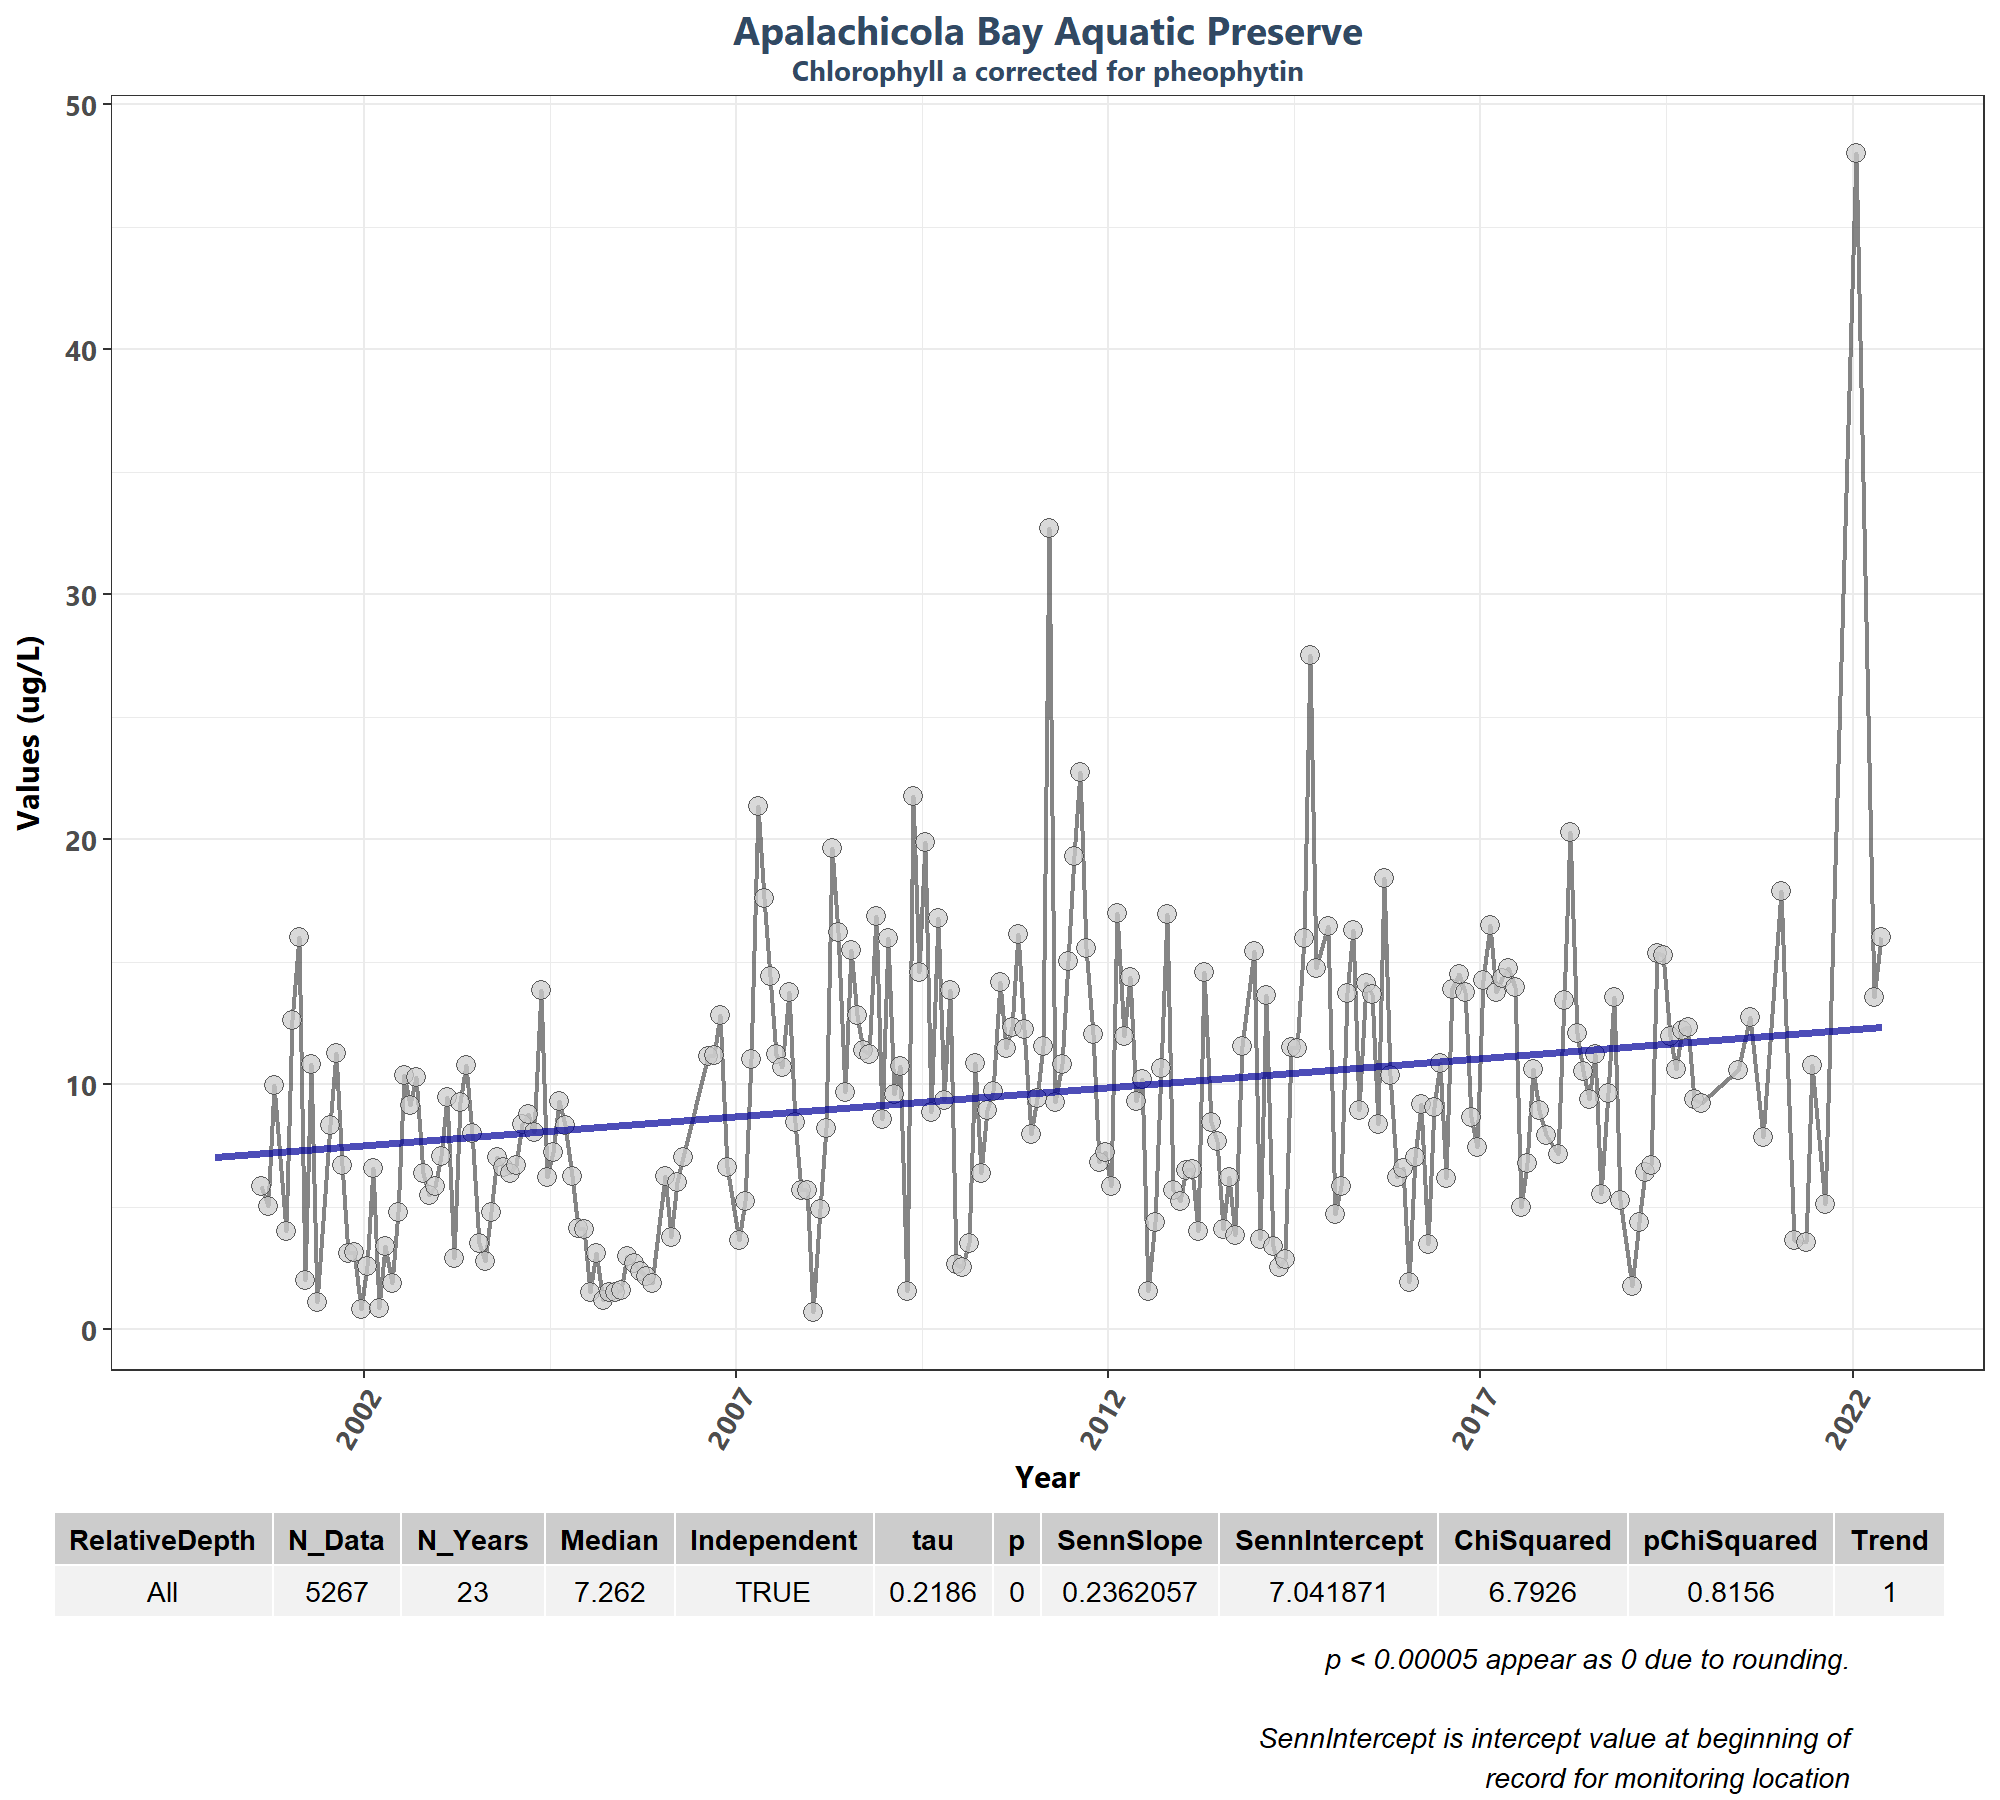 Apalachicola Bay Aquatic Preserve
Chlorophyll a corrected for pheophytin
50
40
30
20
10
0
Values (ug/L)
2002
2007
2012
2017
2022
Year
RelativeDepth N_Data N_Years Median Independent tau p SennSlope SennIntercept ChiSquared pChiSquared Trend
All 5267 23 7.262 TRUE 0.2186 0 0.2362057 7.041871 6.7926 0.8156 1
p < 0.00005 appear as 0 due to rounding.
SennIntercept is intercept value at beginning of
record for monitoring location